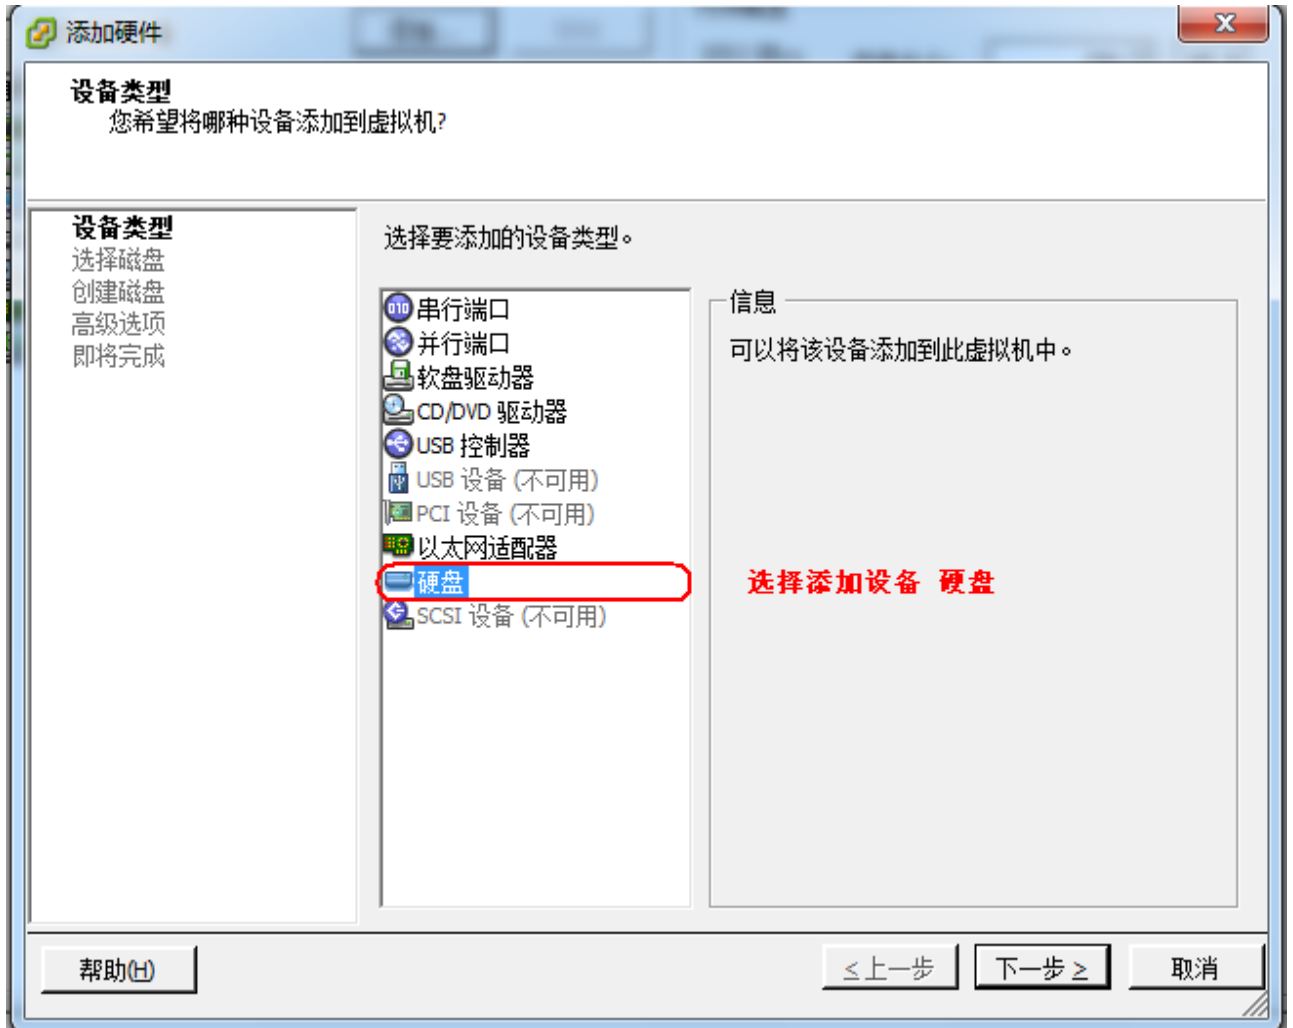 添加硬件
设备类型
您希望将哪种设备添加到虚拟机?
设备类型
选择磁盘
创建磁盘
高级选项
即将完成
选择要添加的设备类型。
串行端口
并行端口
软盘驱动器
CD/DVD 驱动器
USB 控制器
USB 设备 (不可用)
PCI 设备 (不可用)
以太网适配器
硬盘
SCSI 设备 (不可用)
信息
可以将该设备添加到此虚拟机中。
选择添加设备 硬盘
帮助(H)
≤上一步
下一步 ≥
取消